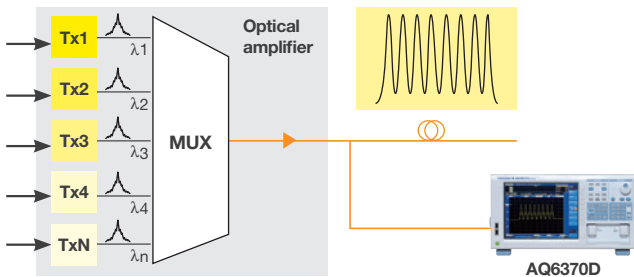 Tx1
λ1
Tx2
λ2
Tx3
λ3
Tx4
λ4
TxN
λn
MUX
Optical
amplifier
AQ6370D